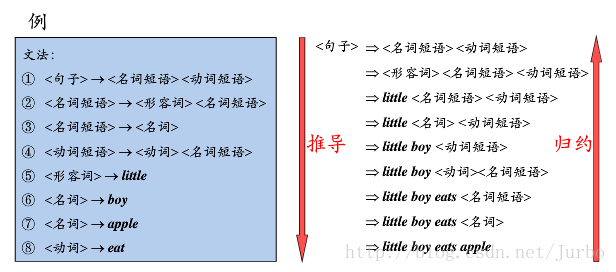 例
文法:
① <句子>→<名词短语><动词短语>
② <名词短语>→<形容词><名词短语>
③ <名词短语>→<名词>
④ <动词短语>→<动词><名词短语>
⑤ <形容词>→little
⑥ <名词>→boy
⑦ <名词>→apple
⑧ <动词>→eat
推导
<句子> ⇒<名词短语><动词短语>
⇒<形容词><名词短语><动词短语>
⇒little <名词短语><动词短语>
⇒little <名词><动词短语>
⇒little boy <动词短语>
⇒little boy <动词><名词短语>
⇒little boy eats <名词短语>
⇒little boy eats <名词>
⇒little boy eats apple
归约
http://blog.csdn.net/Jurbo